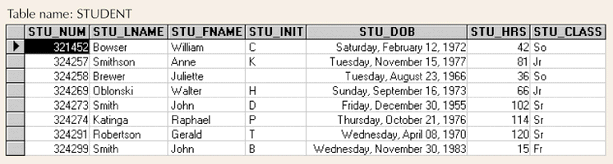 Table name: STUDENT
STU_NUM STU_LNAME STU_FNAME STU_INIT STU_DOB STU_HRS STU_CLASS
321452 Bowser William C Saturday, February 12, 1972 42 So
324257 Smithson Anne K Tuesday, November 15, 1977 81 Jr
324258 Brewer Juliette Tuesday, August 23, 1966 36 So
324269 Oblonski Walter H Sunday, September 16, 1973 66 Jr
324273 Smith John D Friday, December 30, 1955 102 Sr
324274 Katinga Raphael P Thursday, October 21, 1976 114 Sr
324291 Robertson Gerald T Wednesday, April 08, 1970 120 Sr
324299 Smith John B Wednesday, November 30, 1983 15 Fr